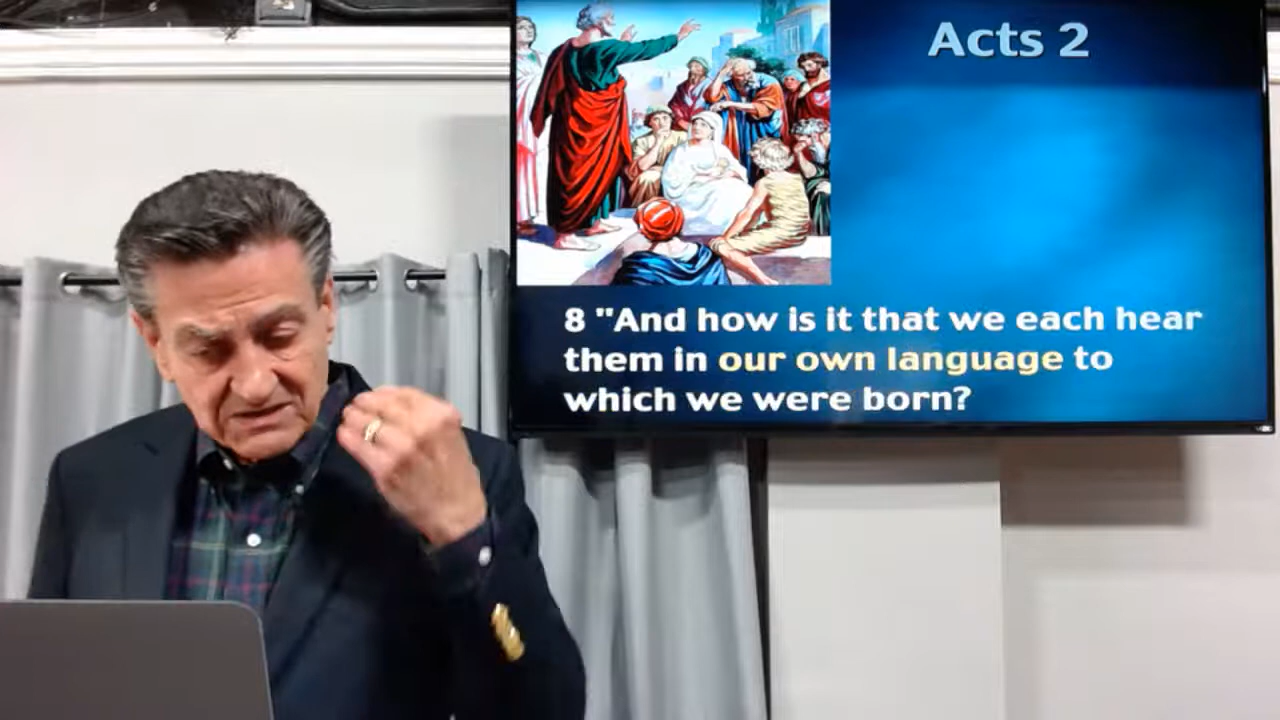 Acts 2
8 "And how is it that we each hear
them in our own language to
which we were born?